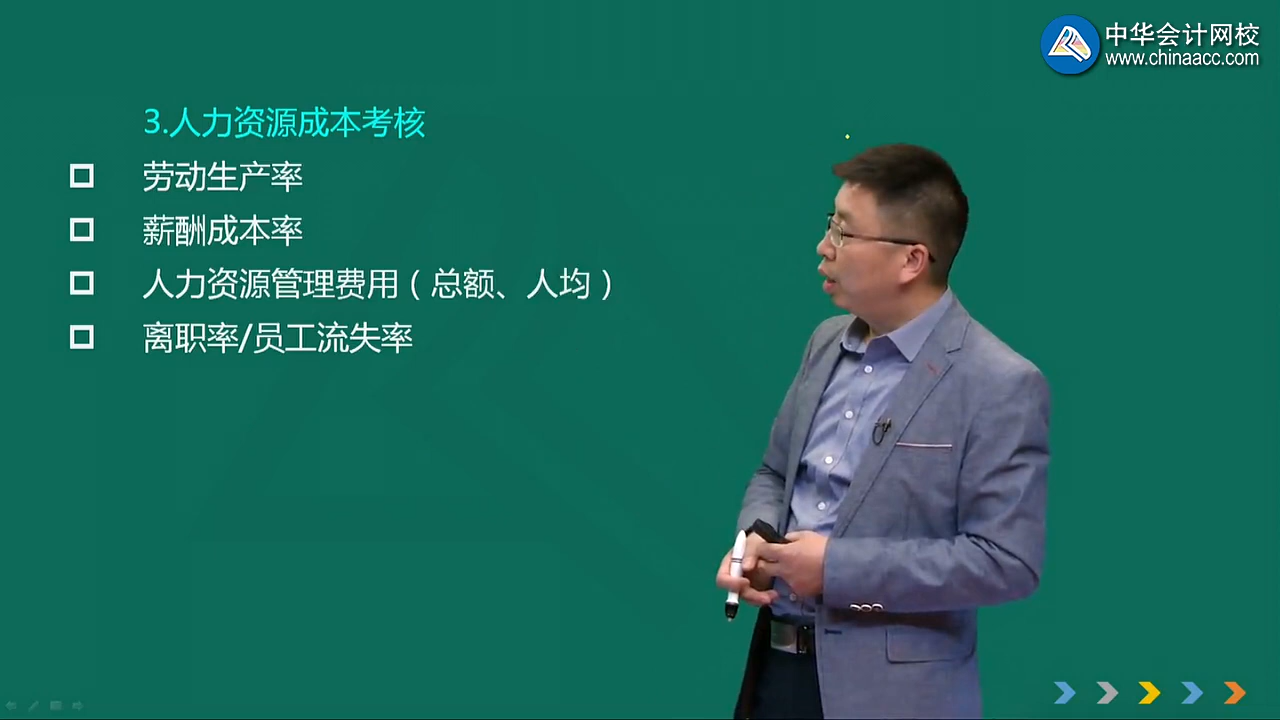 中华会计网校
www.chinaacc.com
3.人力资源成本考核
劳动生产率
薪酬成本率
人力资源管理费用（总额、人均）
离职率/员工流失率